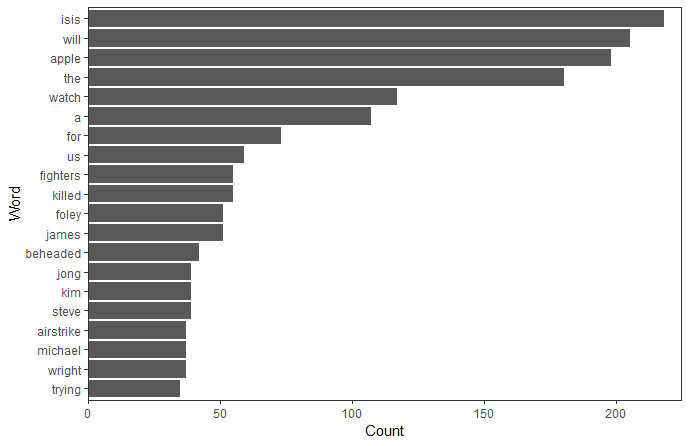 isis
will
apple
the
watch
a
for
us
fighters
killed
foley
james
beheaded
jong
kim
steve
airstrike
michael
wright
trying
Word
0 50 100 150 200
Count